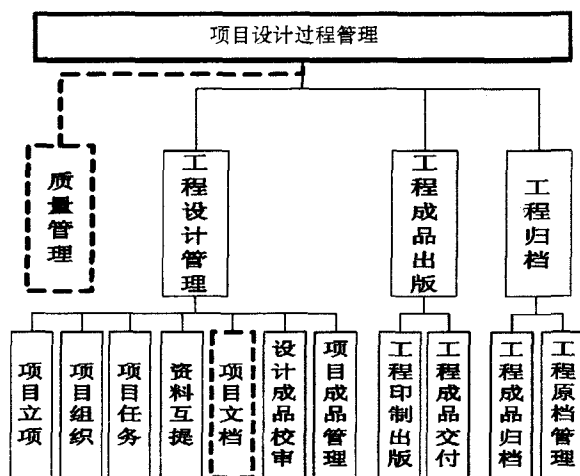 项目设计过程管理
质量管理
工程设计管理
工程成品出版
工程归档
项目立项
项目组织
项目任务
资料互提
项目文档
设计成品校审
项目成品管理
工程印制出版
工程成品交付
工程成品归档
工程原档管理